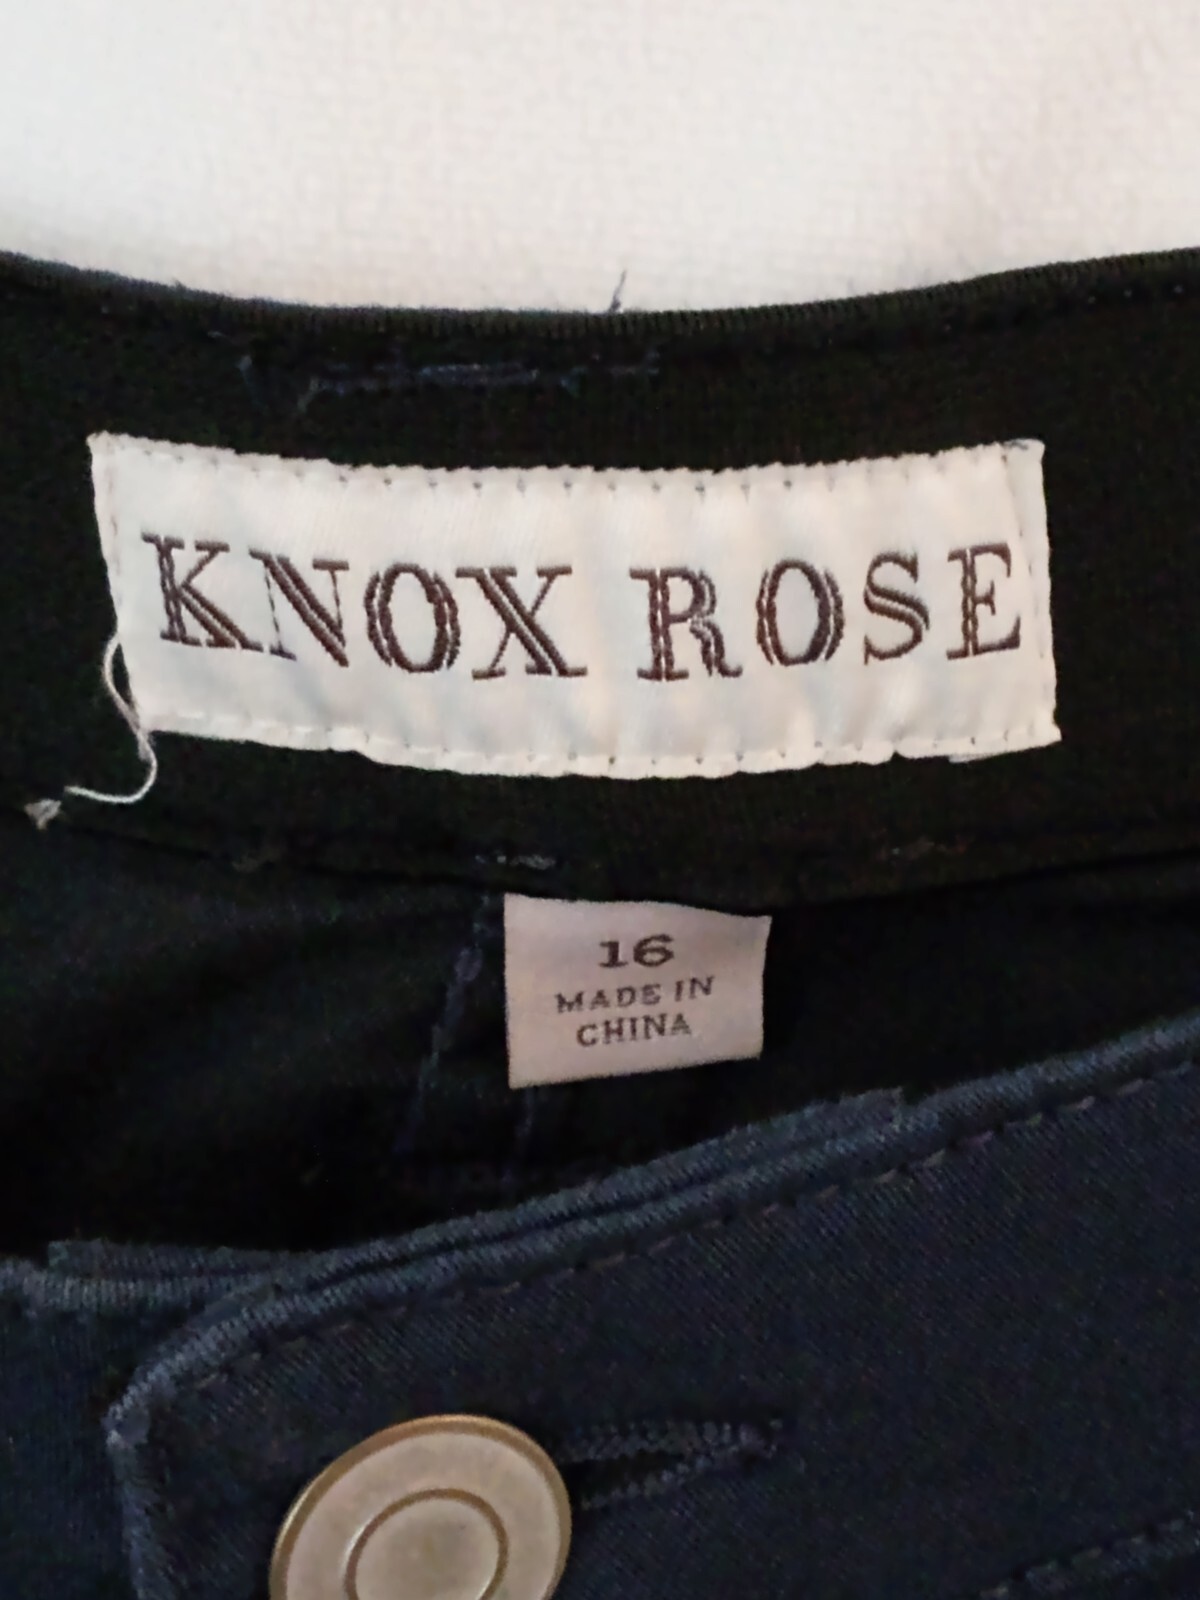 KNOX ROSE
16
MADE IN
CHINA